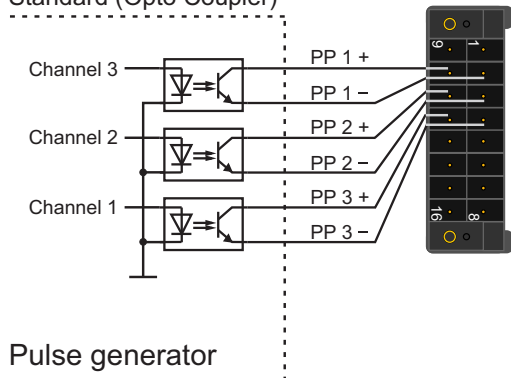 Standard (Opto Coupler)
Channel 3
PP 1 +
PP 1 –
Channel 2
PP 2 +
PP 2 –
Channel 1
PP 3 +
PP 3 –
9
1
16
8
Pulse generator